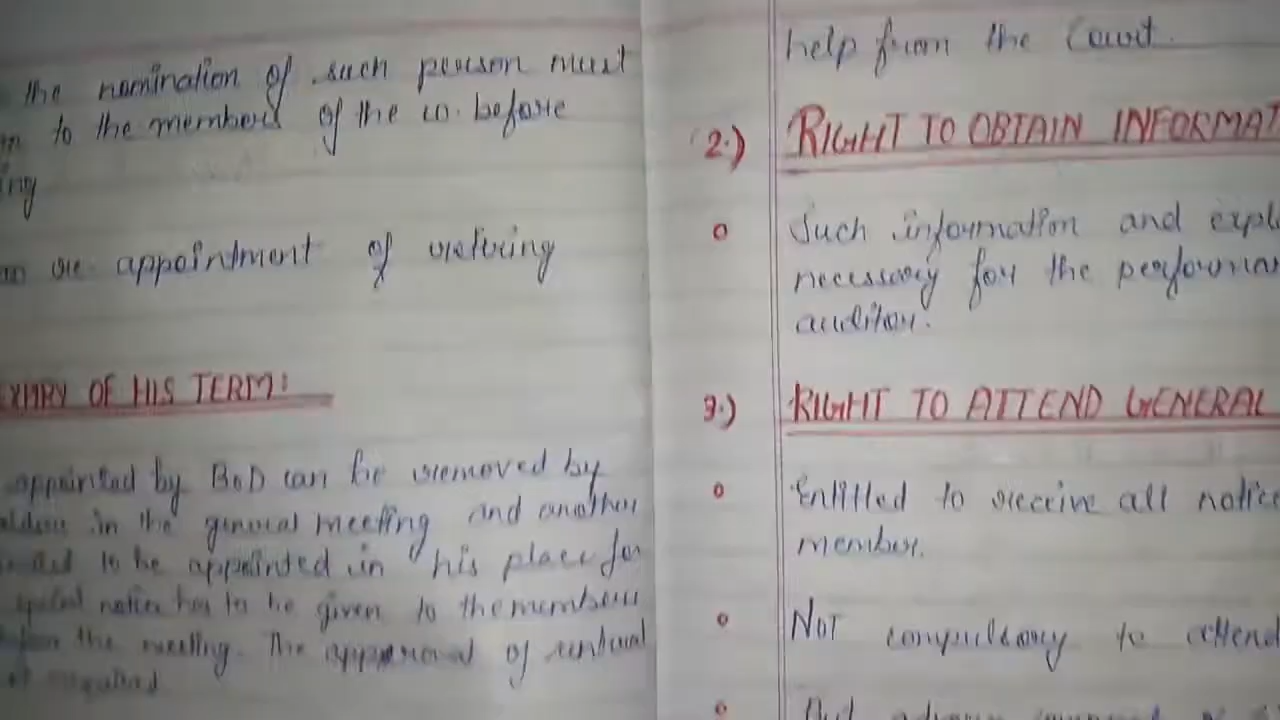 the nomination of such person must
to the members of the co. before
ing
re appointment of retiring
OF HIS TERM:
appointed by BOD can be removed by
in the general meeting and another
to be appointed in his place for
notice has to be given to the members
the meeting. The approval of
help from the Court.
2.) RIGHT TO OBTAIN INFORMAT
Such information and expl
necessary for the performan
auditor.
3.) RIGHT TO ATTEND GENERAL
Entitled to receive all notice
member.
NOT compulsory to attend